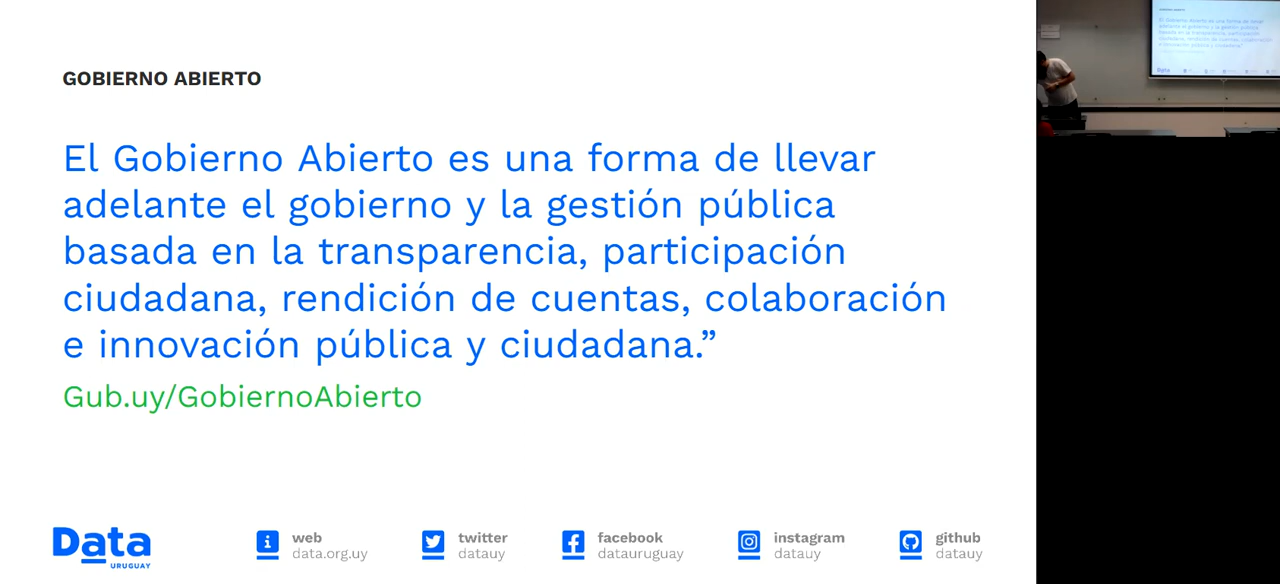 GOBIERNO ABIERTO
El Gobierno Abierto es una forma de llevar
adelante el gobierno y la gestión pública
basada en la transparencia, participación
ciudadana, rendición de cuentas, colaboración
e innovación pública y ciudadana.”
Gub.uy/GobiernoAbierto
Data
URUGUAY
web
data.org.uy
twitter
datauy
facebook
datauruguay
instagram
datauy
github
datauy